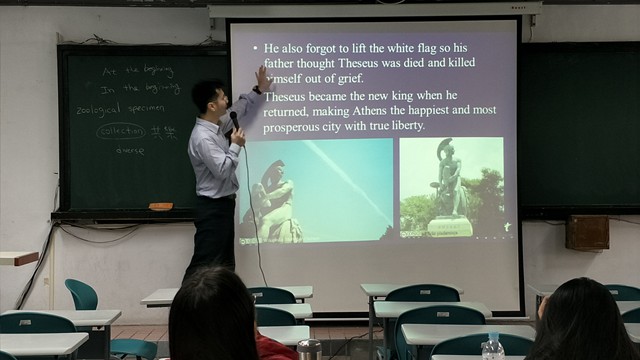 At the beginning
In the beginning
zoological specimen
collection
diverse
• He also forgot to lift the white flag so his
father thought Theseus was died and killed
himself out of grief.
Theseus became the new king when he
returned, making Athens the happiest and most
prosperous city with true liberty.